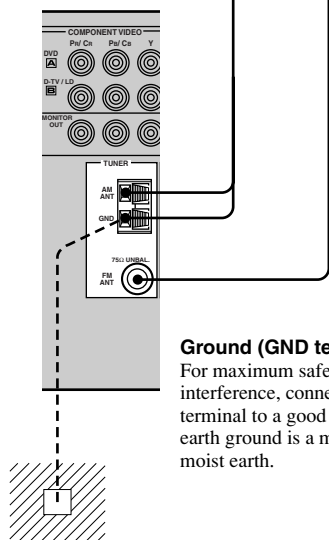 COMPONENT VIDEO
PR/ CR PB/ CB Y
DVD
A
D-TV / LD
B
MONITOR
OUT
TUNER
AM
ANT
GND
75Ω UNBAL.
FM
ANT
Ground (GND te
For maximum safe
interference, conne
terminal to a good
earth ground is a m
moist earth.